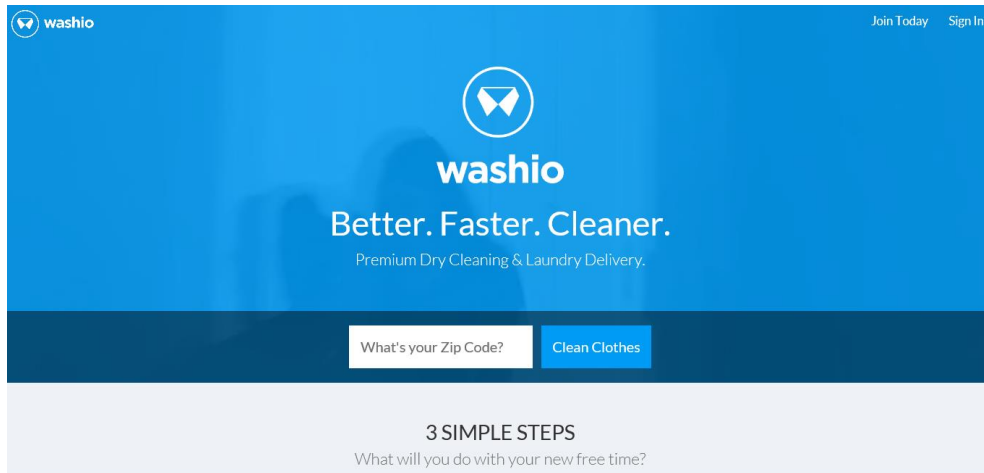 washio
Join Today
Sign In
washio
Better. Faster. Cleaner.
Premium Dry Cleaning & Laundry Delivery.
What's your Zip Code?
Clean Clothes
3 SIMPLE STEPS
What will you do with your new free time?